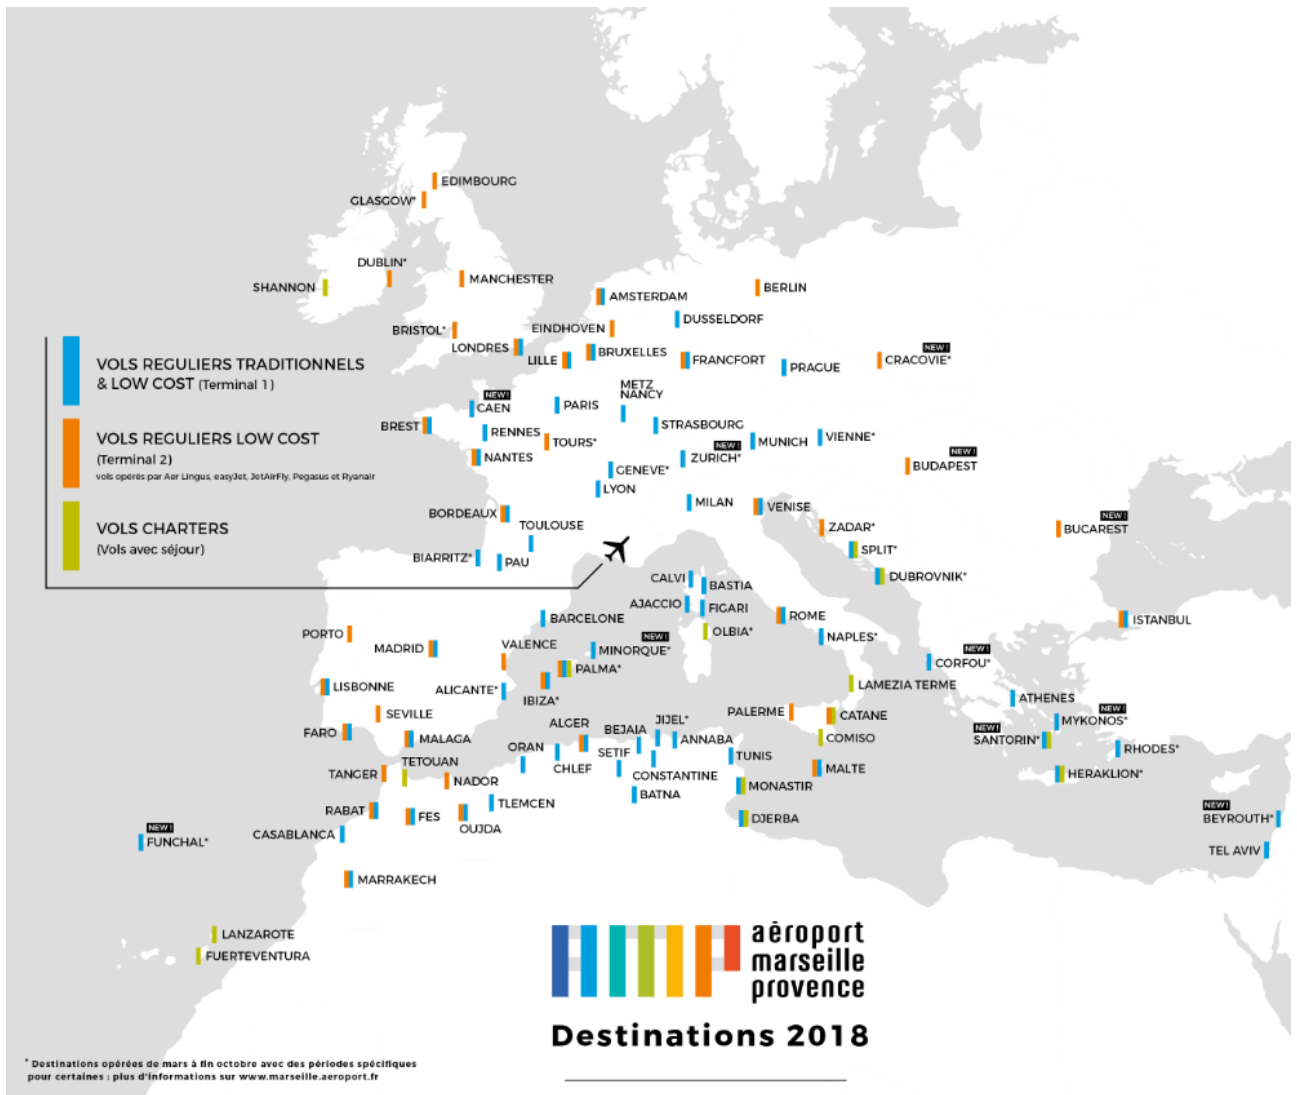 EDIMBOURG
GLASGOW*
DUBLIN*
SHANNON
MANCHESTER
BERLIN
AMSTERDAM
DUSSELDORF
BRISTOL*
EINDHOVEN
LONDRES
LILLE
BRUXELLES
FRANCFORT
PRAGUE
NEW !
CRACOVIE*
VOLS REGULIERS TRADITIONNELS
& LOW COST (Terminal 1)
VOLS REGULIERS LOW COST
(Terminal 2)
vols opérés par Aer Lingus, easyJet, JetAirFly, Pegasus et Ryanair
VOLS CHARTERS
(Vols avec séjour)
METZ
NANCY
NEW !
CAEN
PARIS
BREST
RENNES
TOURS*
STRASBOURG
NEW !
ZURICH*
MUNICH
VIENNE*
NANTES
GENEVE*
NEW !
BUDAPEST
LYON
MILAN
VENISE
BORDEAUX
TOULOUSE
ZADAR*
NEW !
BUCAREST
BIARRITZ*
PAU
SPLIT*
DUBROVNIK*
CALVI
BASTIA
AJACCIO
FIGARI
BARCELONE
ROME
ISTANBUL
PORTO
OLBIA*
NAPLES*
MADRID
VALENCE
NEW !
MINORQUE*
NEW !
CORFOU*
PALMA*
LISBONNE
ALICANTE*
IBIZA*
LAMEZIA TERME
ATHENES
SEVILLE
PALERME
CATANE
NEW !
MYKONOS*
FARO
MALAGA
ALGER
BEJAIA
JIJEL*
ANNABA
COMISO
NEW !
SANTORIN*
RHODES*
ORAN
SETIF
TUNIS
TETOUAN
CHLEF
CONSTANTINE
MALTE
HERAKLION*
TANGER
NADOR
BATNA
MONASTIR
RABAT
FES
OUJDA
TLEMCEN
DJERBA
NEW !
BEYROUTH*
NEW !
FUNCHAL*
CASABLANCA
TEL AVIV
MARRAKECH
LANZAROTE
FUERTEVENTURA
AMP
aéroport
marseille
provence
Destinations 2018
* Destinations opérées de mars à fin octobre avec des périodes spécifiques
pour certaines : plus d'informations sur www.marseille.aeroport.fr